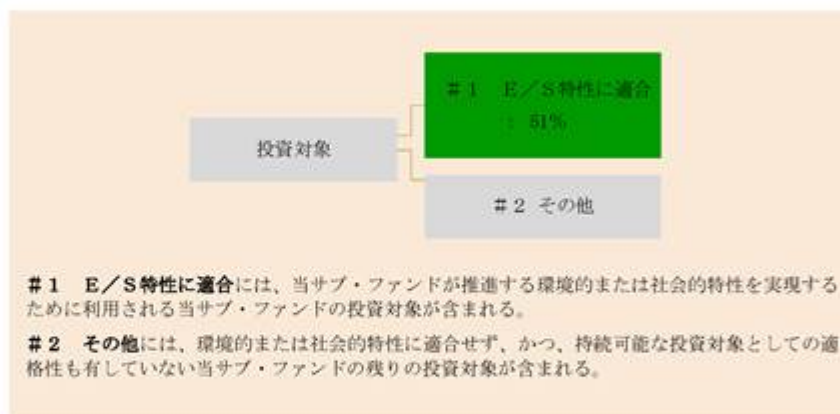 ＃１　Ｅ／Ｓ特性に適合
：　51％
投資対象
＃２ その他
＃１　Ｅ／Ｓ特性に適合には、当サブ・ファンドが推進する環境的または社会的特性を実現する
ために利用される当サブ・ファンドの投資対象が含まれる。
＃２　その他には、環境的または社会的特性に適合せず、かつ、持続可能な投資対象としての適
格性も有していない当サブ・ファンドの残りの投資対象が含まれる。